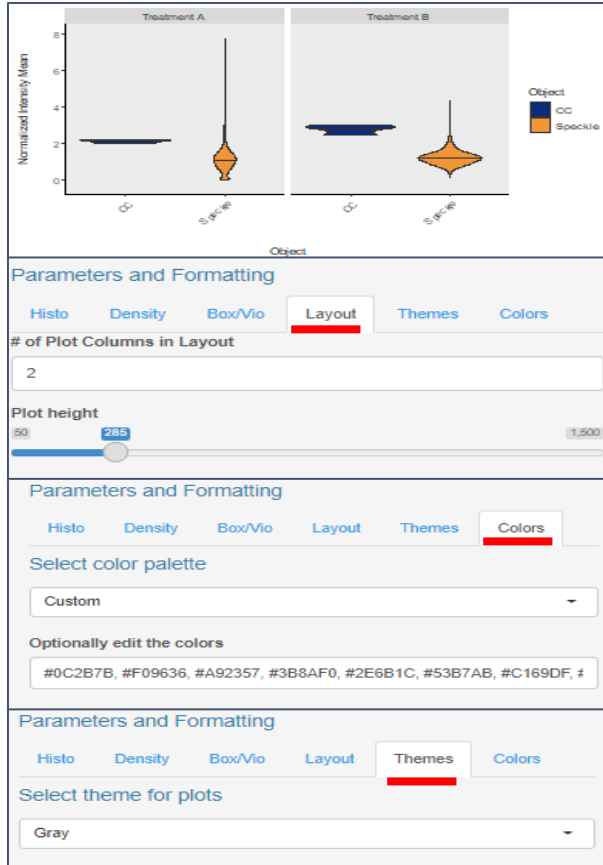 Treatment A
Treatment B
8
6
4
2
0
Normalized Intensity Mean
CC
Speckle
CC
Speckle
Object
Object
CC
Speckle
Parameters and Formatting
Histo Density Box/Vio Layout Themes Colors
# of Plot Columns in Layout
2
Plot height
50 285 1,500
Parameters and Formatting
Histo Density Box/Vio Layout Themes Colors
Select color palette
Custom
Optionally edit the colors
#0C2B7B, #F09636, #A92357, #3B8AF0, #2E6B1C, #53B7AB, #C169DF, #
Parameters and Formatting
Histo Density Box/Vio Layout Themes Colors
Select theme for plots
Gray